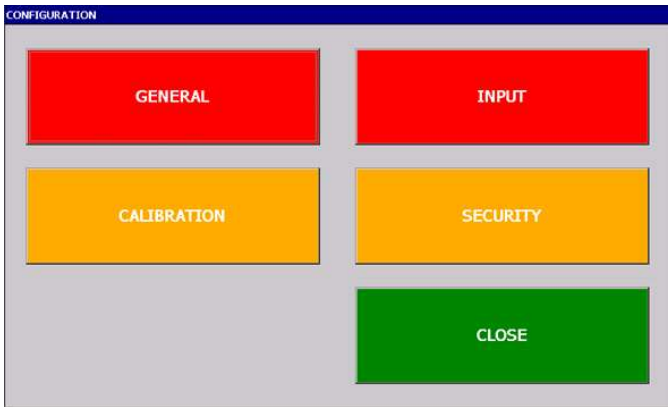 CONFIGURATION
GENERAL
INPUT
CALIBRATION
SECURITY
CLOSE